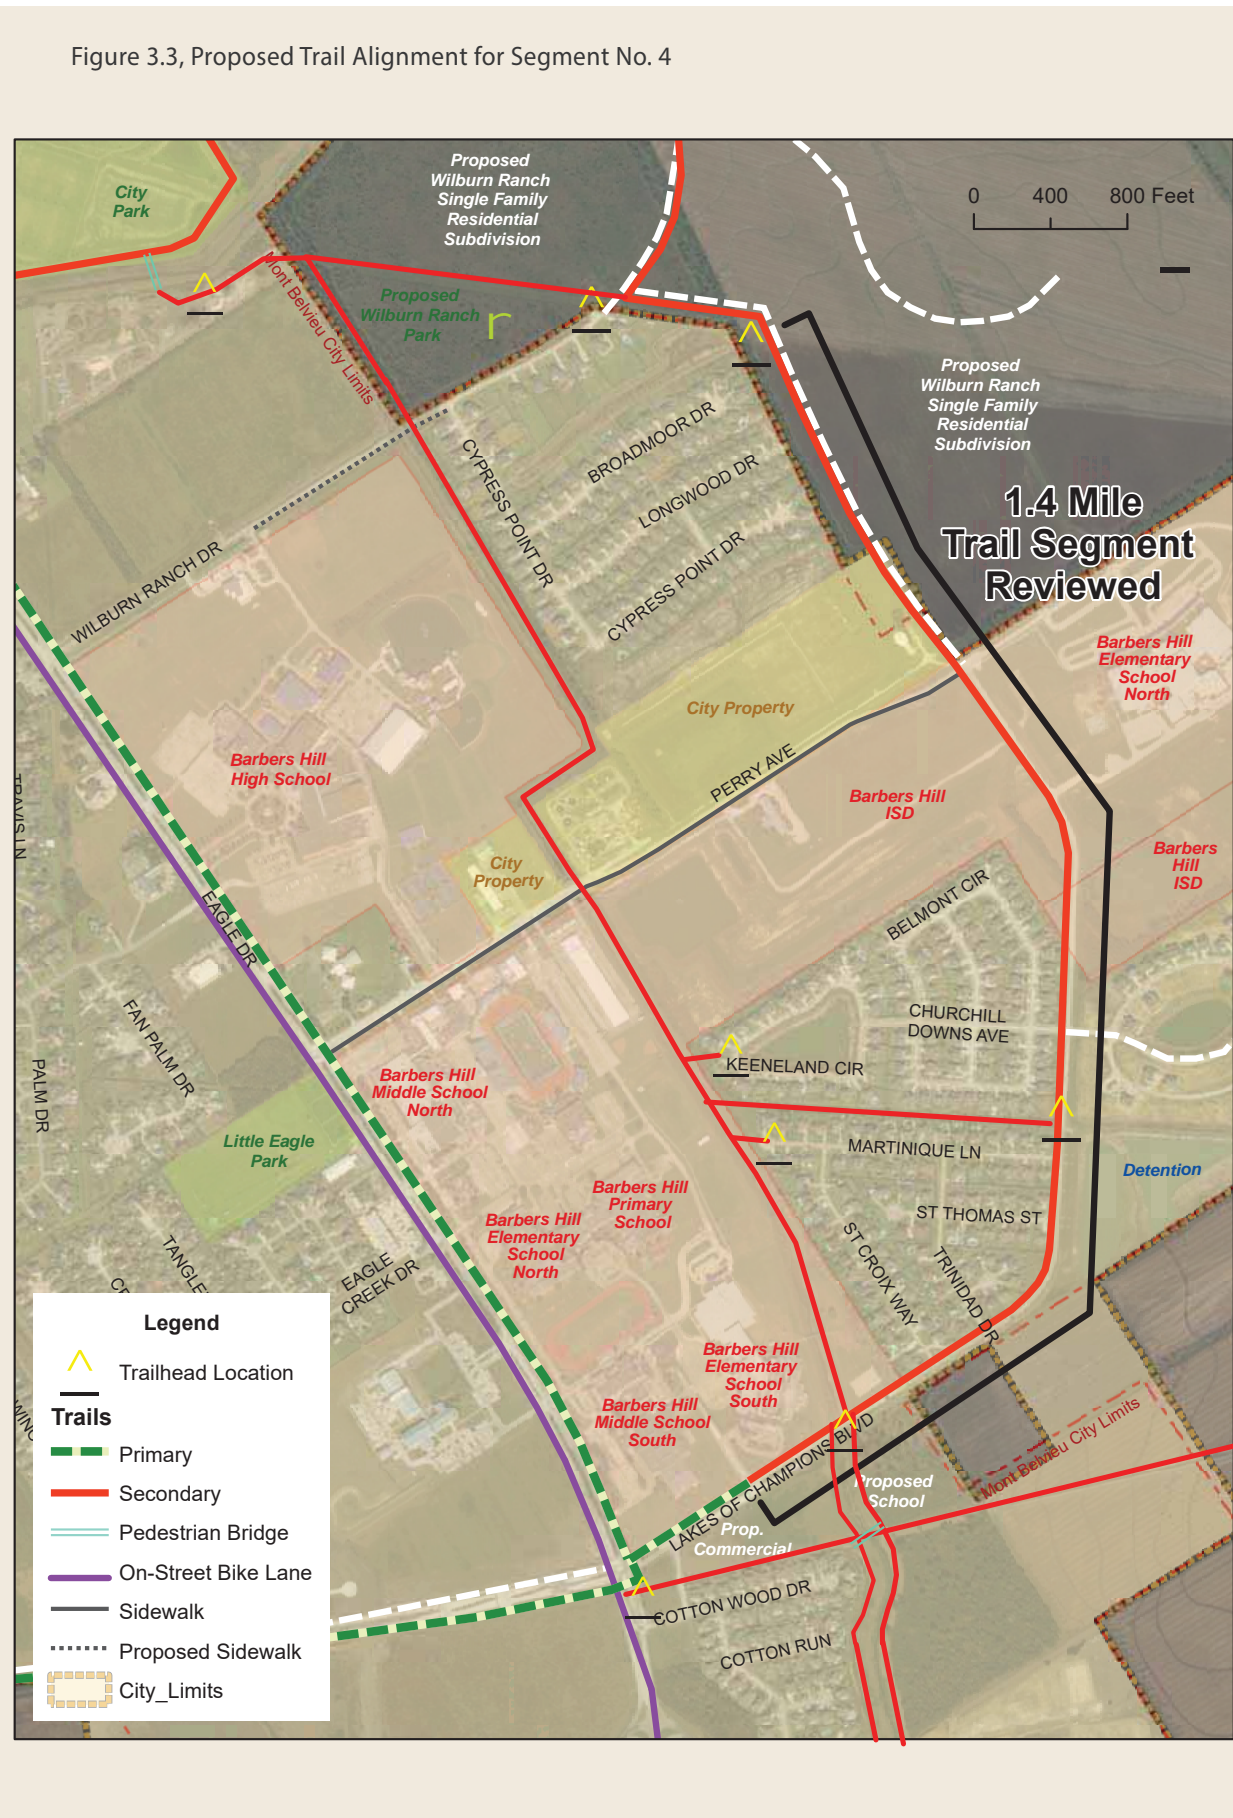 Figure 3.3, Proposed Trail Alignment for Segment No. 4
City
Park
Proposed
Wilburn Ranch
Single Family
Residential
Subdivision
0 400 800 Feet
Mont Belvieu City Limits
Proposed
Wilburn Ranch
Park
r
Proposed
Wilburn Ranch
Single Family
Residential
Subdivision
BROADMOOR DR
LONGWOOD DR
CYPRESS POINT DR
CYPRESS POINT DR
1.4 Mile
Trail Segment
Reviewed
WILBURN RANCH DR
Barbers Hill
Elementary
School
North
City Property
Barbers Hill
High School
PERRY AVE
Barbers Hill
ISD
TRAVIS LN
City
Property
Barbers
Hill
ISD
BELMONT CIR
EAGLE DR
FAN PALM DR
CHURCHILL
DOWNS AVE
KEENELAND CIR
PALM DR
Barbers Hill
Middle School
North
Little Eagle
Park
MARTINIQUE LN
Detention
Barbers Hill
Primary
School
Barbers Hill
Elementary
School
North
ST THOMAS ST
ST CROIX WAY
TRINIDAD DR
TANGLE
EAGLE
CREEK DR
Barbers Hill
Elementary
School
South
Barbers Hill
Middle School
South
LAKES OF CHAMPIONS BLVD
Mont Belvieu City Limits
Proposed
School
Prop.
Commercial
COTTON WOOD DR
COTTON RUN
Legend
Trailhead Location
Trails
Primary
Secondary
Pedestrian Bridge
On-Street Bike Lane
Sidewalk
Proposed Sidewalk
City_Limits